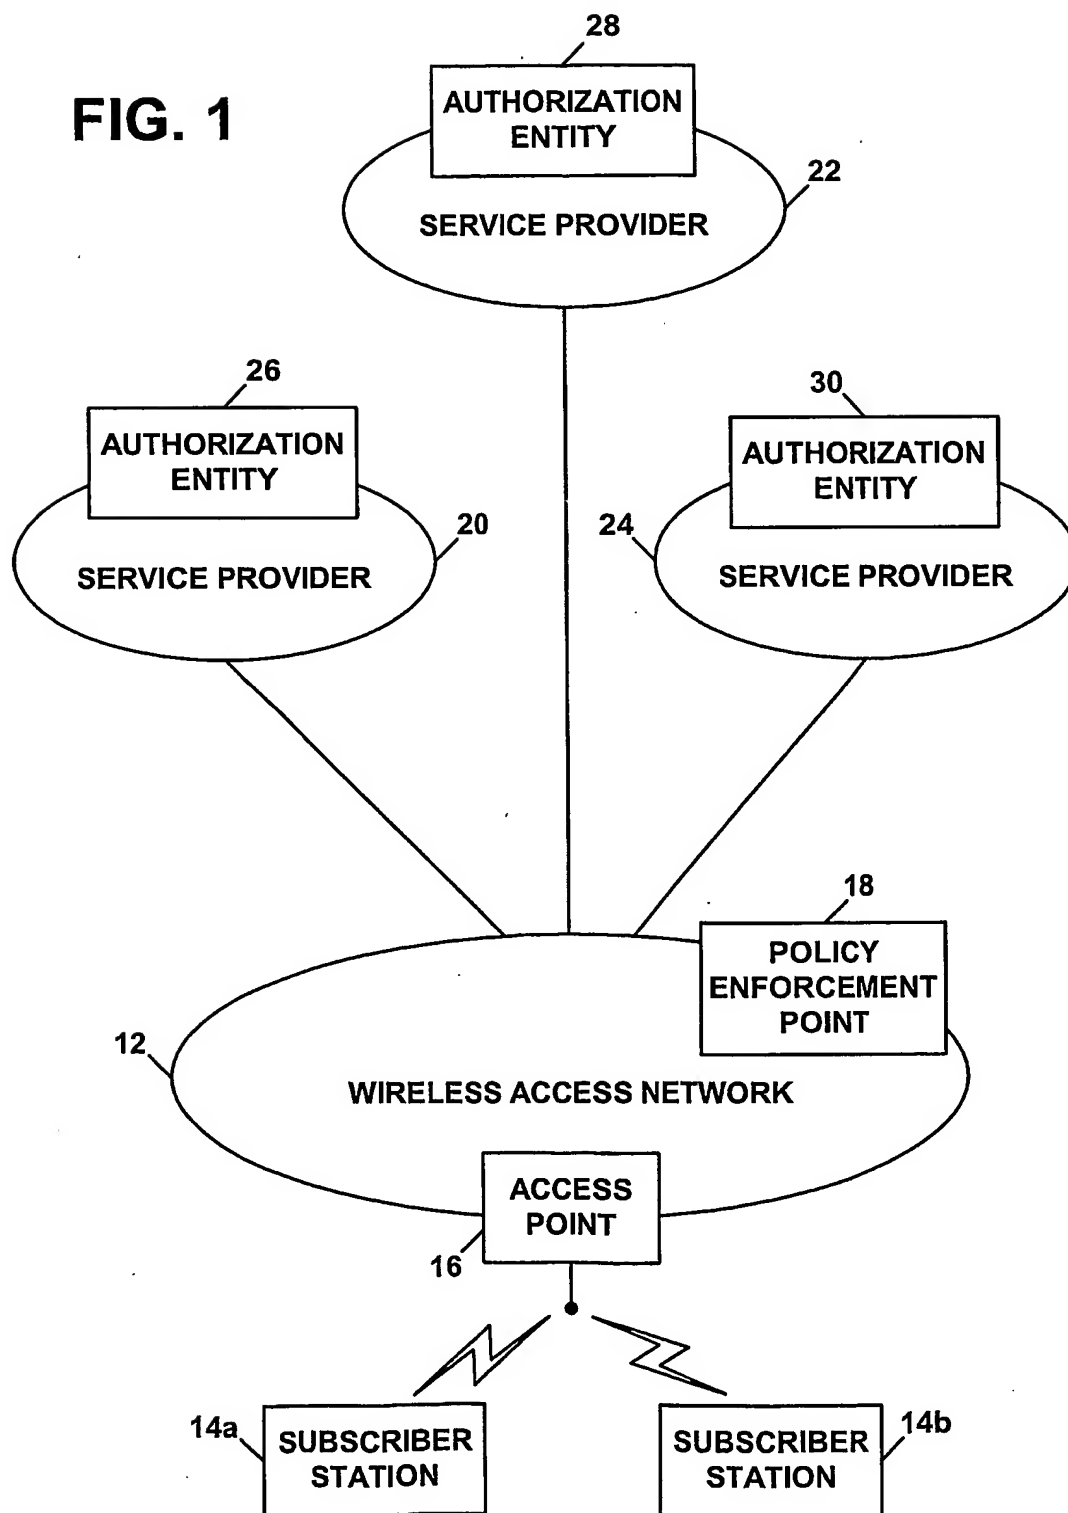 28
FIG. 1
AUTHORIZATION
ENTITY
22
SERVICE PROVIDER
26
AUTHORIZATION
ENTITY
20
SERVICE PROVIDER
30
AUTHORIZATION
ENTITY
24
SERVICE PROVIDER
18
POLICY
ENFORCEMENT
POINT
12
WIRELESS ACCESS NETWORK
ACCESS
POINT
16
14a
SUBSCRIBER
STATION
SUBSCRIBER
STATION
14b